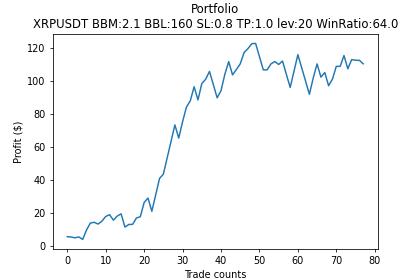 Portfolio
XRPUSDT BBM:2.1 BBL:160 SL:0.8 TP:1.0 lev:20 WinRatio:64.0
120
100
80
60
40
20
0
Profit ($)
0 10 20 30 40 50 60 70 80
Trade counts